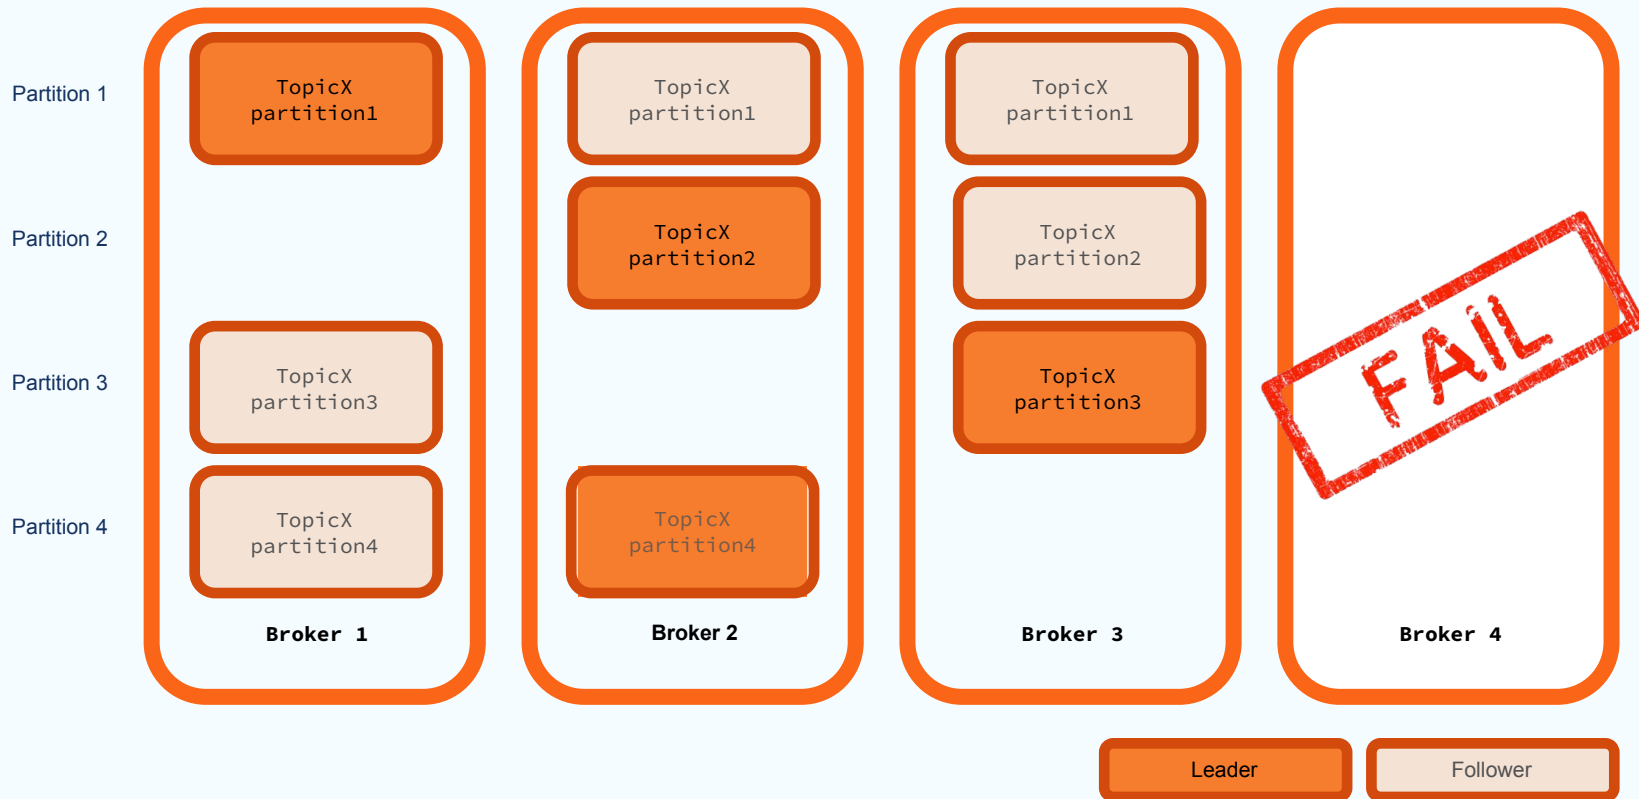 Partition 1
TopicX
partition1
TopicX
partition1
TopicX
partition1
Partition 2
TopicX
partition2
TopicX
partition2
Partition 3
TopicX
partition3
TopicX
partition3
FAIL
Partition 4
TopicX
partition4
TopicX
partition4
Broker 1
Broker 2
Broker 3
Broker 4
Leader
Follower